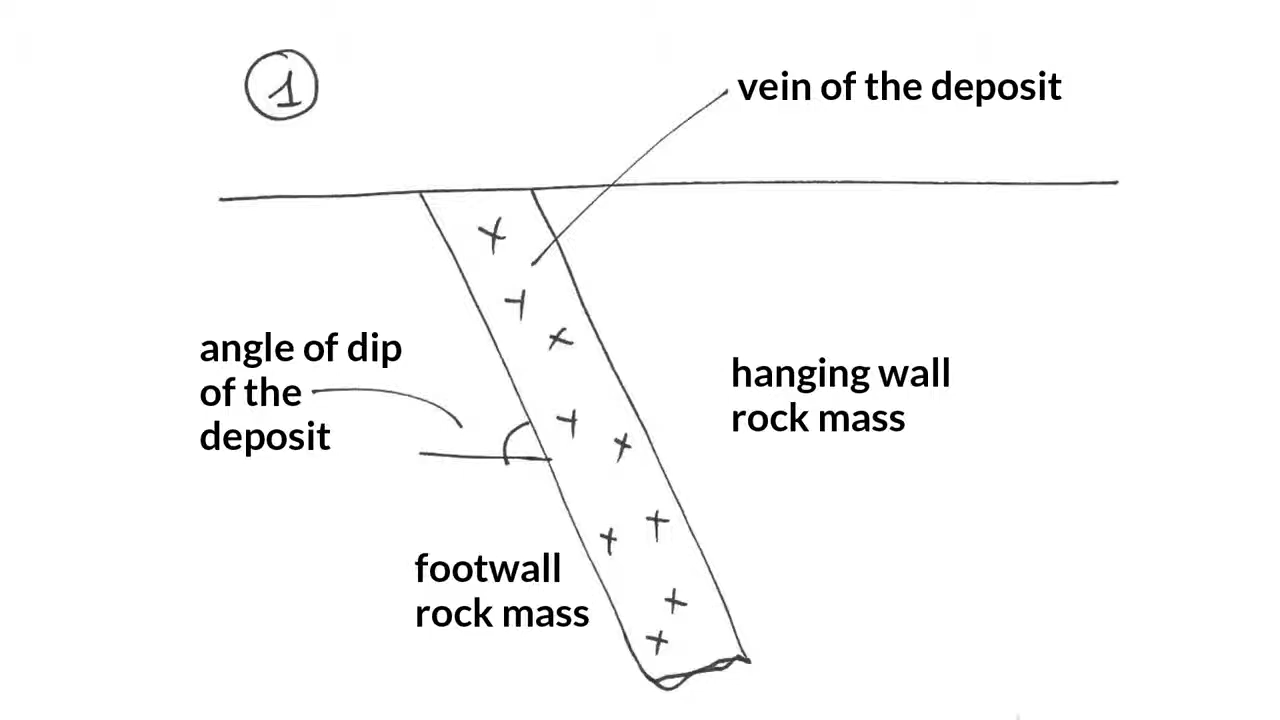 1
vein of the deposit
angle of dip
of the
deposit
hanging wall
rock mass
footwall
rock mass